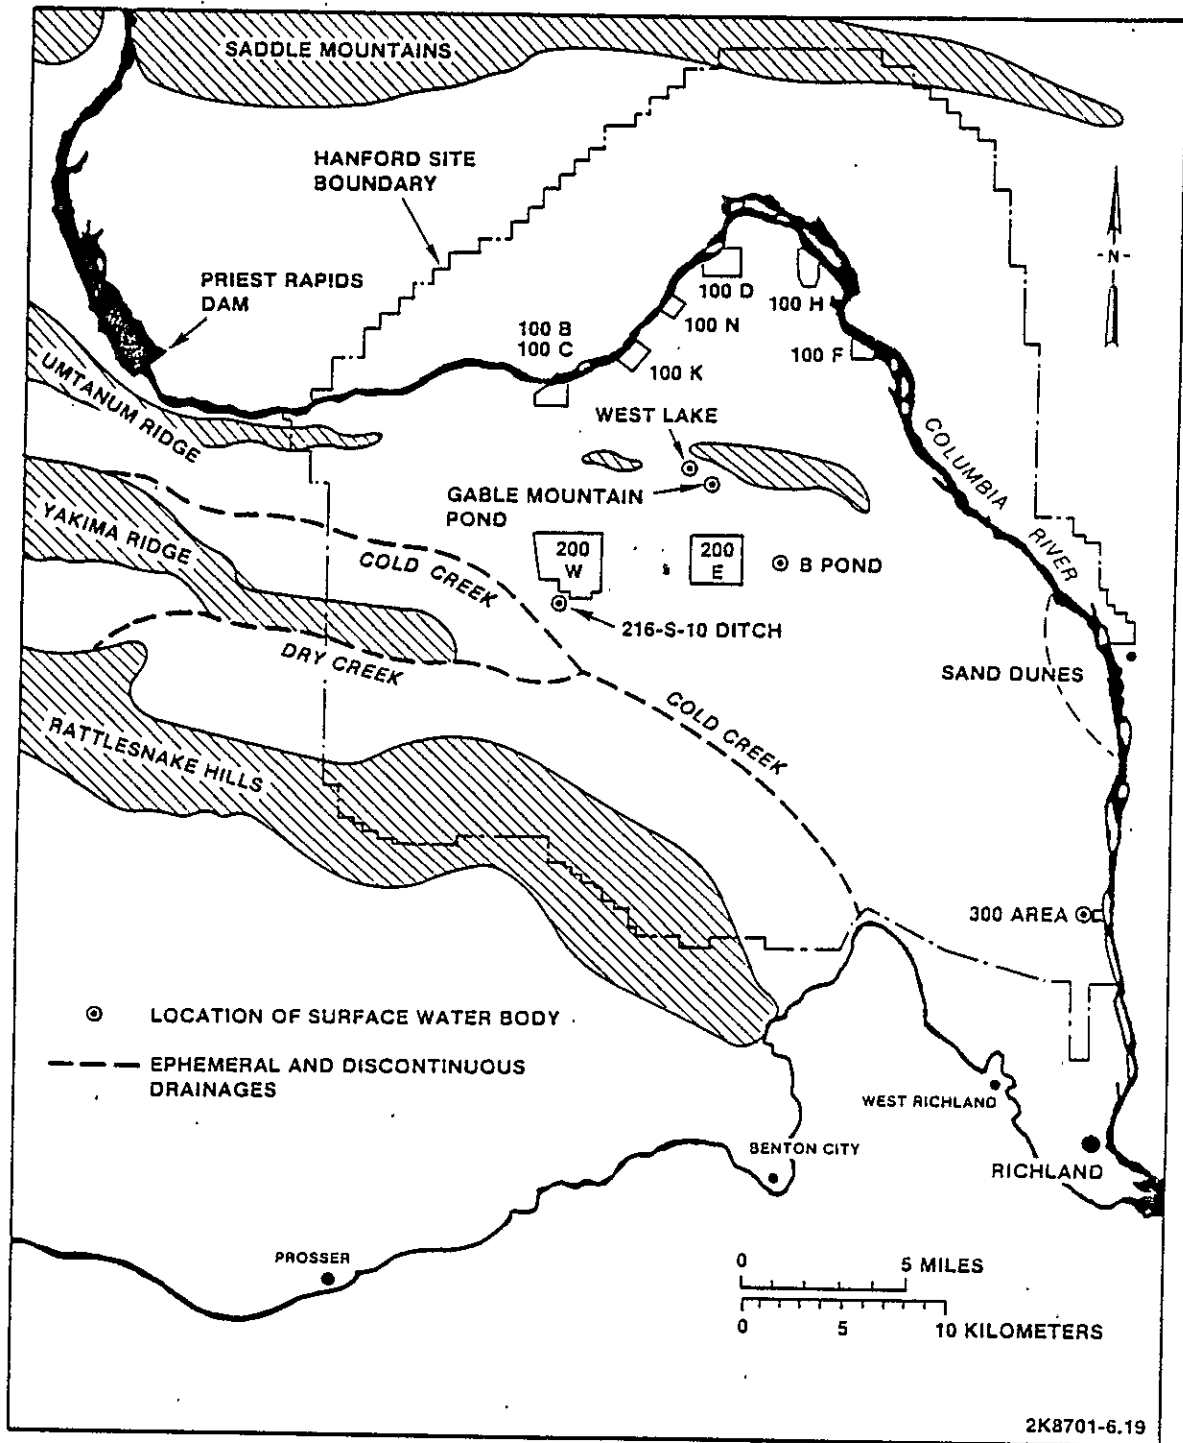 SADDLE MOUNTAINS
HANFORD SITE
BOUNDARY
-N-
PRIEST RAPIDS
DAM
100 D
100 H
100 N
100 B
100 C
100 F
100 K
UMTANUM RIDGE
WEST LAKE
COLUMBIA
RIVER
GABLE MOUNTAIN
POND
YAKIMA RIDGE
200
W
200
E
B POND
COLD CREEK
216-S-10 DITCH
DRY CREEK
SAND DUNES
COLD CREEK
RATTLESNAKE HILLS
300 AREA
LOCATION OF SURFACE WATER BODY
EPHEMERAL AND DISCONTINUOUS
DRAINAGES
WEST RICHLAND
BENTON CITY
RICHLAND
PROSSER
0 5 MILES
0 5 10 KILOMETERS
2K8701-6.19